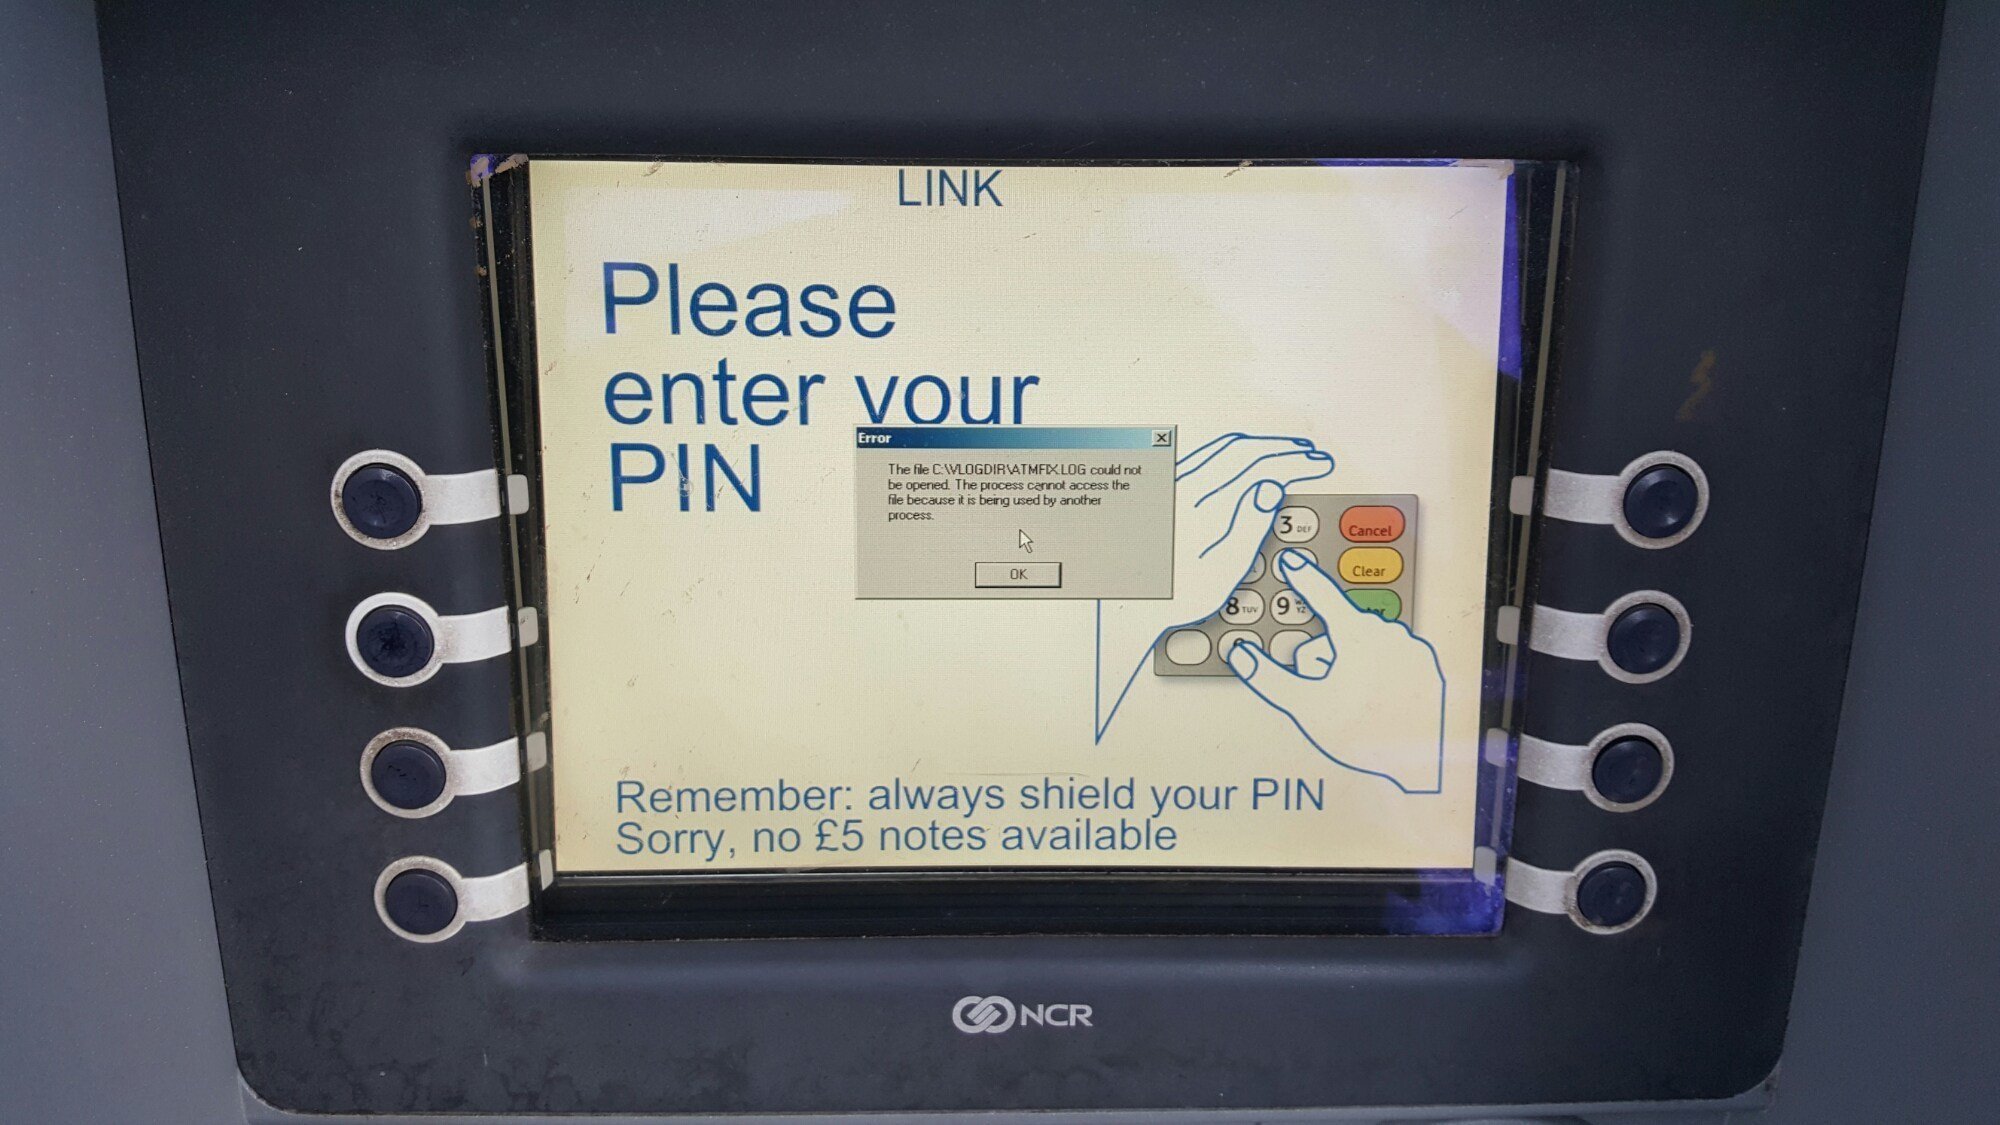 LINK
Please
enter your
PIN
Error
The file C:\VLOGDIR\ATMFIX.LOG could not
be opened. The process cannot access the
file because it is being used by another
process.
OK
3 DEF
Cancel
Clear
8 TUV
9
Remember: always shield your PIN
Sorry, no £5 notes available
NCR